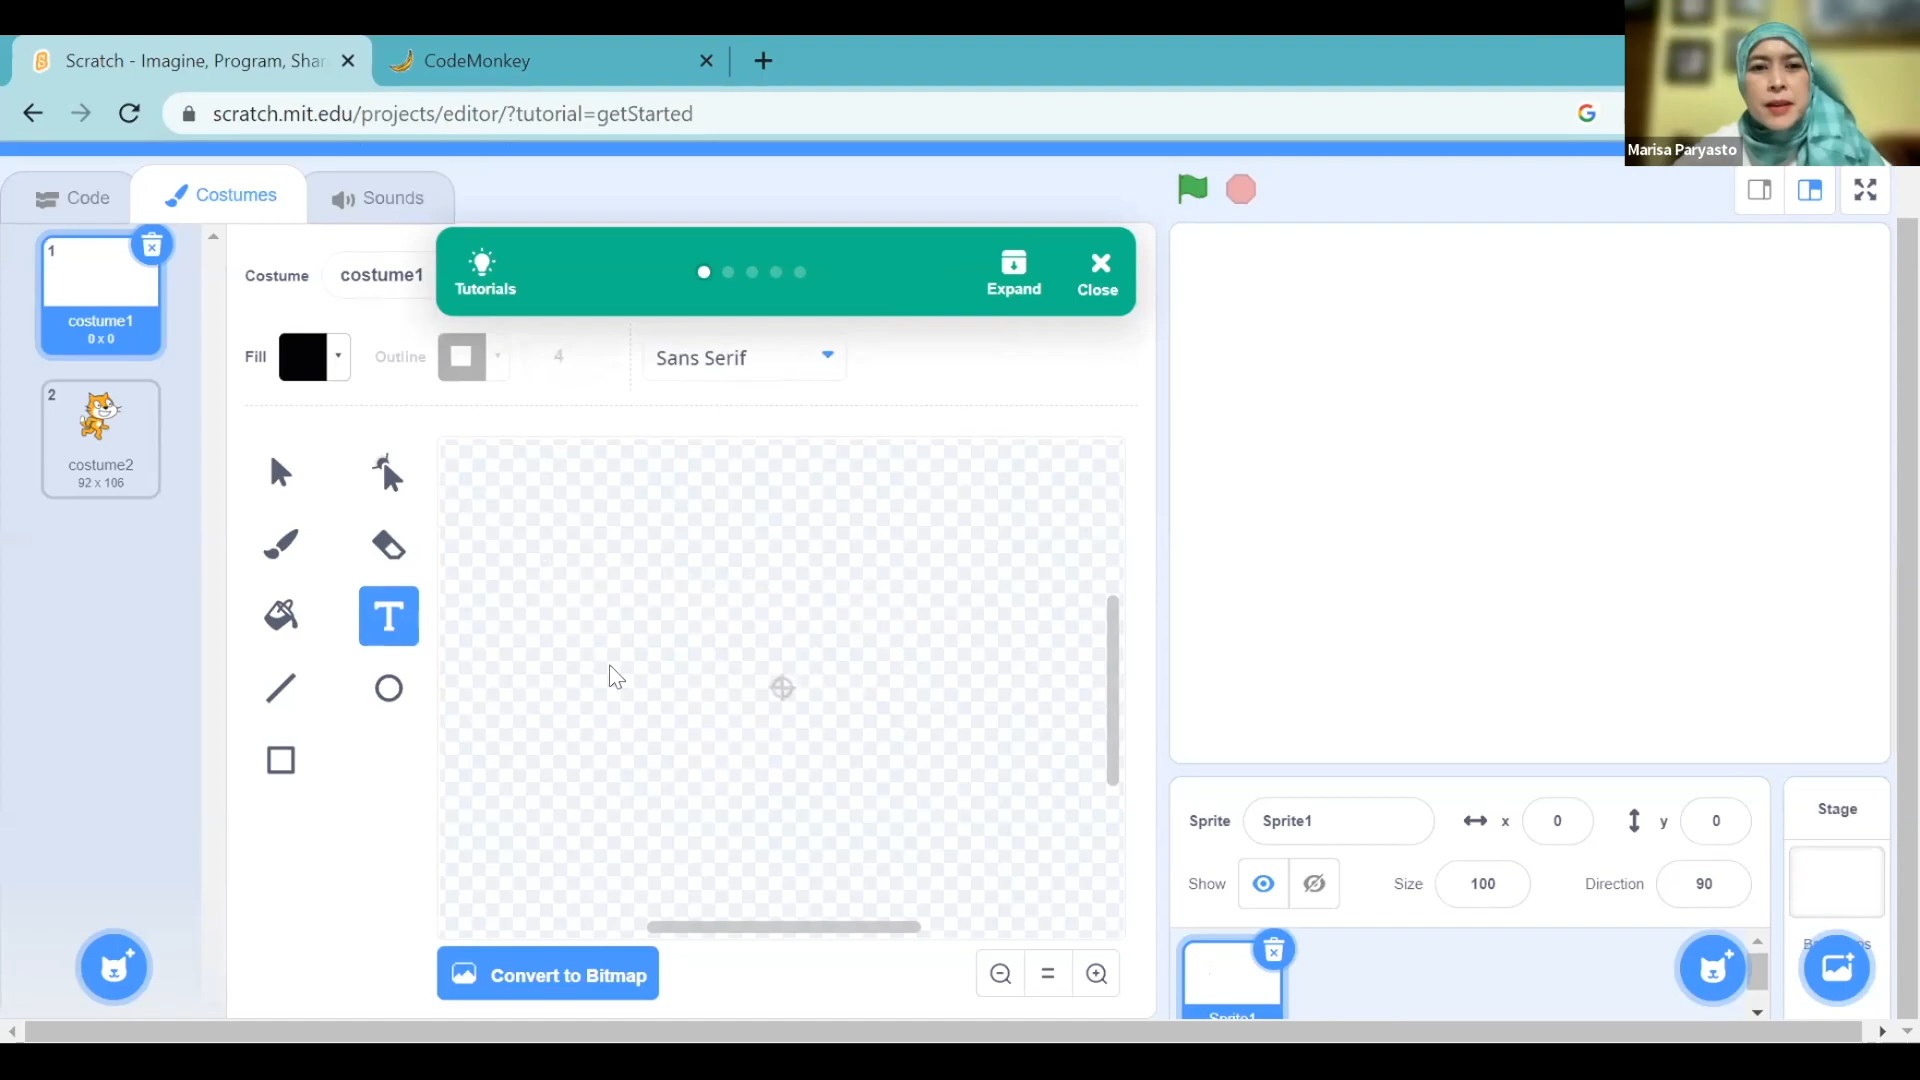 Scratch - Imagine, Program, Shar
CodeMonkey
scratch.mit.edu/projects/editor/?tutorial=getStarted
Marisa Paryasto
Code
Costumes
Sounds
1
costume1
0 x 0
2
costume2
92 x 106
Costume
costume1
Tutorials
Expand
Close
Fill
Outline
4
Sans Serif
T
Convert to Bitmap
Sprite
Sprite1
x
0
y
0
Show
Size
100
Direction
90
Stage
Sprite1